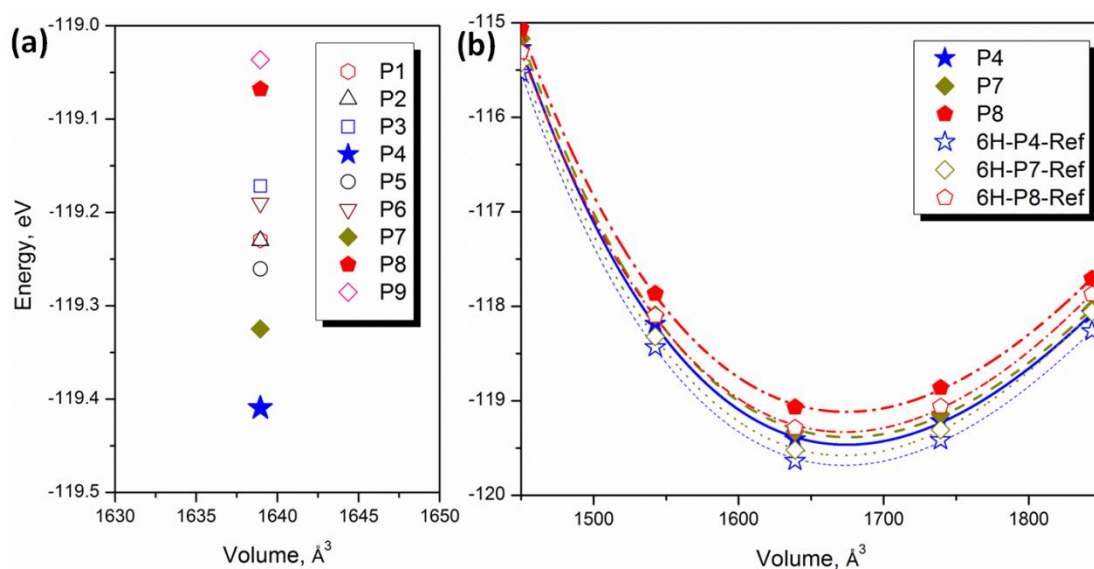 (a)
Energy, eV
-119.0
-119.1
-119.2
-119.3
-119.4
-119.5
1630
1635
1640
1645
1650
Volume, Å³
P1
P2
P3
P4
P5
P6
P7
P8
P9
(b)
-115
-116
-117
-118
-119
-120
1500
1600
1700
1800
Volume, Å³
P4
P7
P8
6H-P4-Ref
6H-P7-Ref
6H-P8-Ref